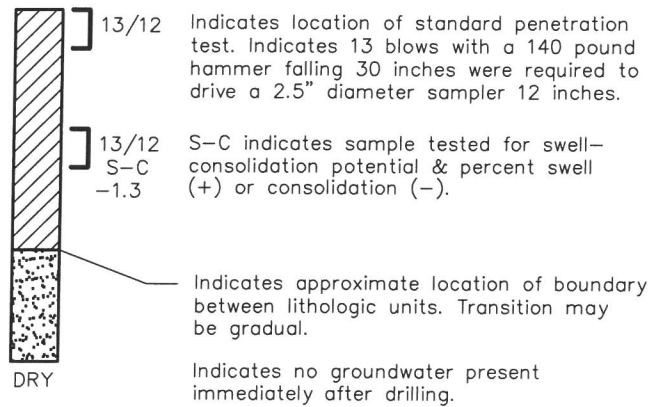 13/12 Indicates location of standard penetration
test. Indicates 13 blows with a 140 pound
hammer falling 30 inches were required to
drive a 2.5" diameter sampler 12 inches.
13/12 S-C indicates sample tested for swell-
S-C consolidation potential & percent swell
-1.3 (+) or consolidation (-).
Indicates approximate location of boundary
between lithologic units. Transition may
be gradual.
DRY Indicates no groundwater present
immediately after drilling.